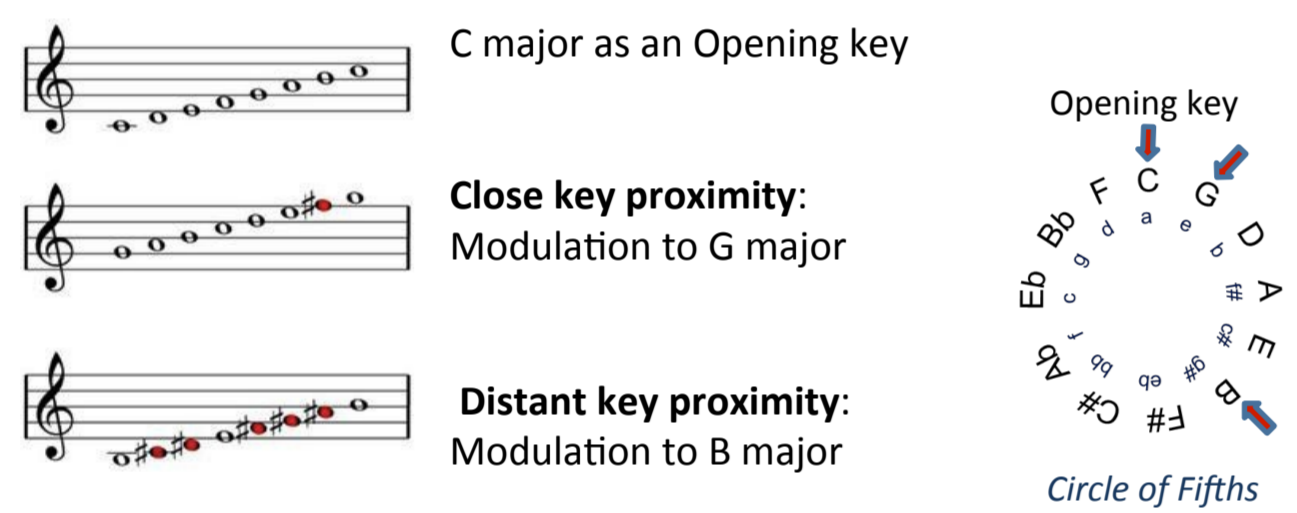 C major as an Opening key
Close key proximity:
Modulation to G major
Distant key proximity:
Modulation to B major
Opening key
C
G
D
A
E
B
F#
C#
Ab
Eb
Bb
F
a
e
b
f#
c#
g#
eb
bb
f
c
g
d
Circle of Fifths